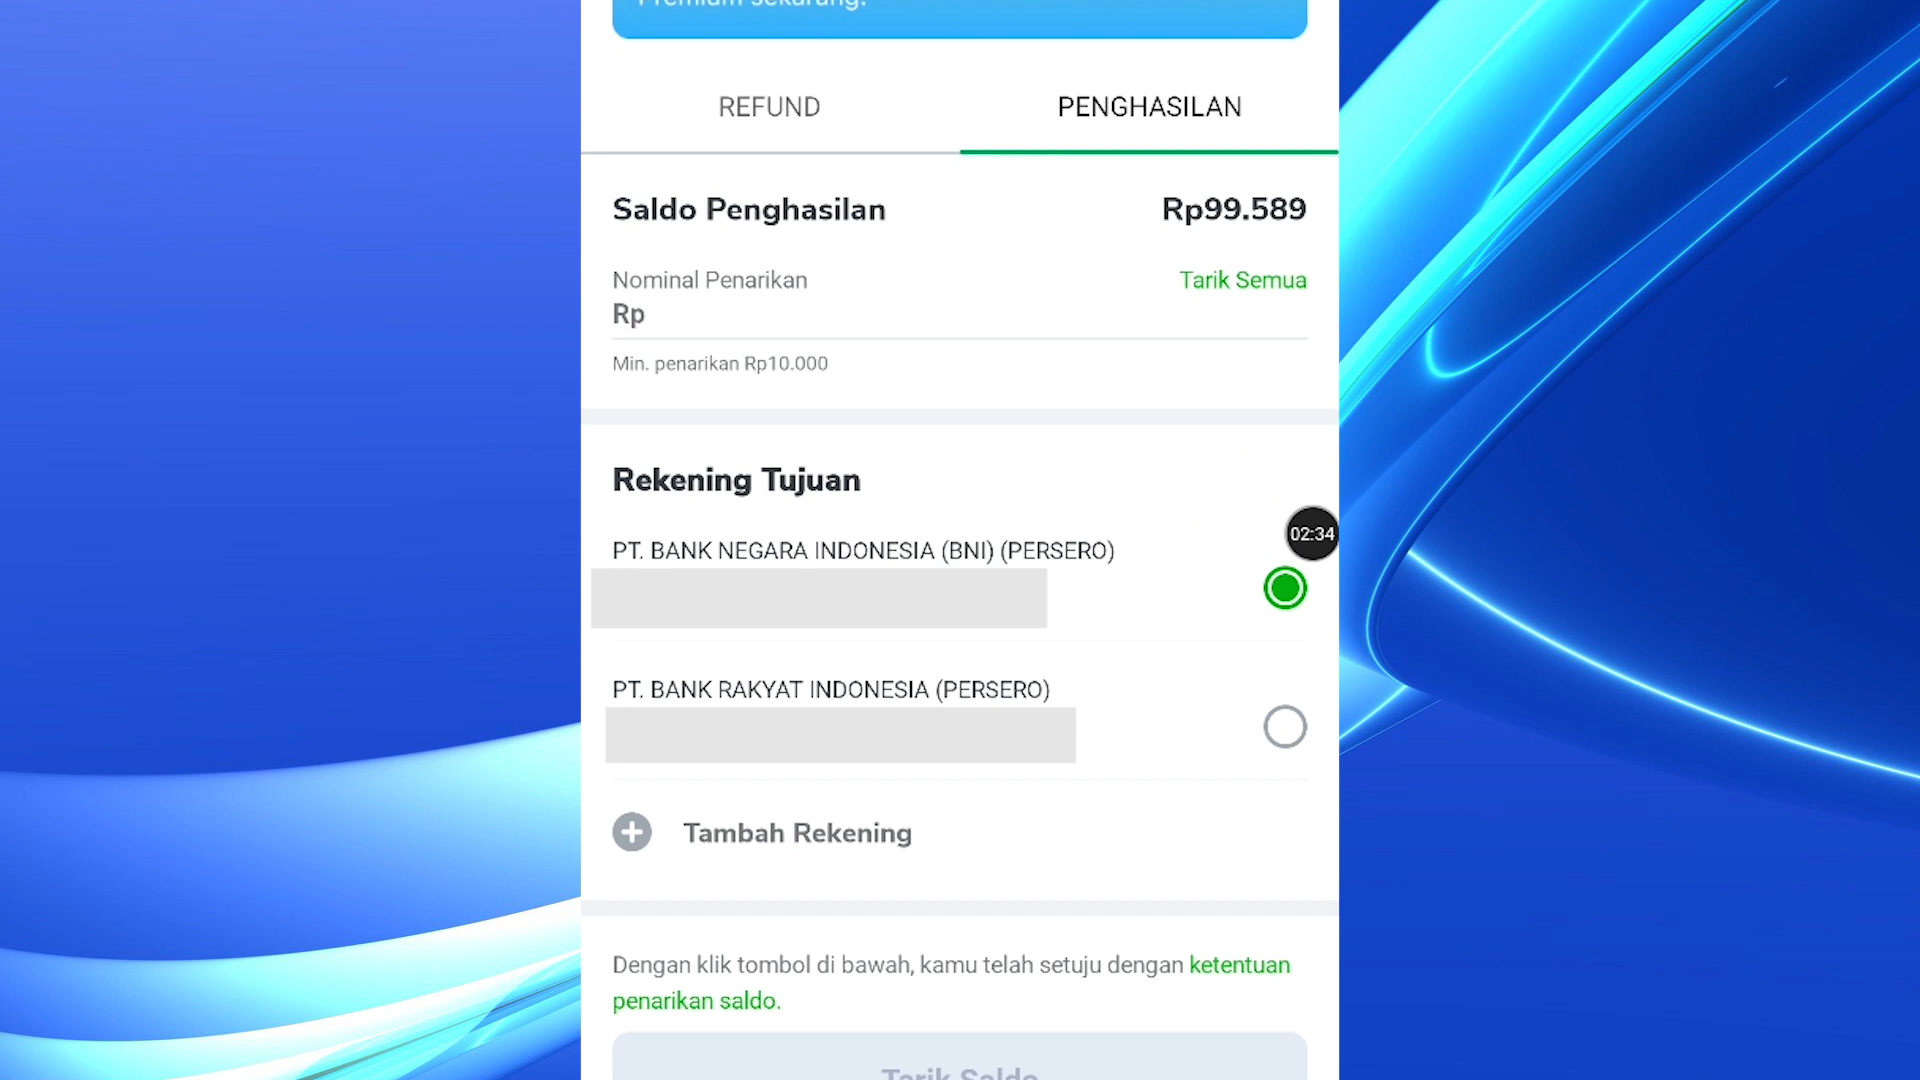 Premium sekarang.
REFUND
PENGHASILAN
Saldo Penghasilan
Rp99.589
Nominal Penarikan
Tarik Semua
Rp
Min. penarikan Rp10.000
Rekening Tujuan
02:34
PT. BANK NEGARA INDONESIA (BNI) (PERSERO)
PT. BANK RAKYAT INDONESIA (PERSERO)
Tambah Rekening
Dengan klik tombol di bawah, kamu telah setuju dengan ketentuan
penarikan saldo.
Tarik Saldo